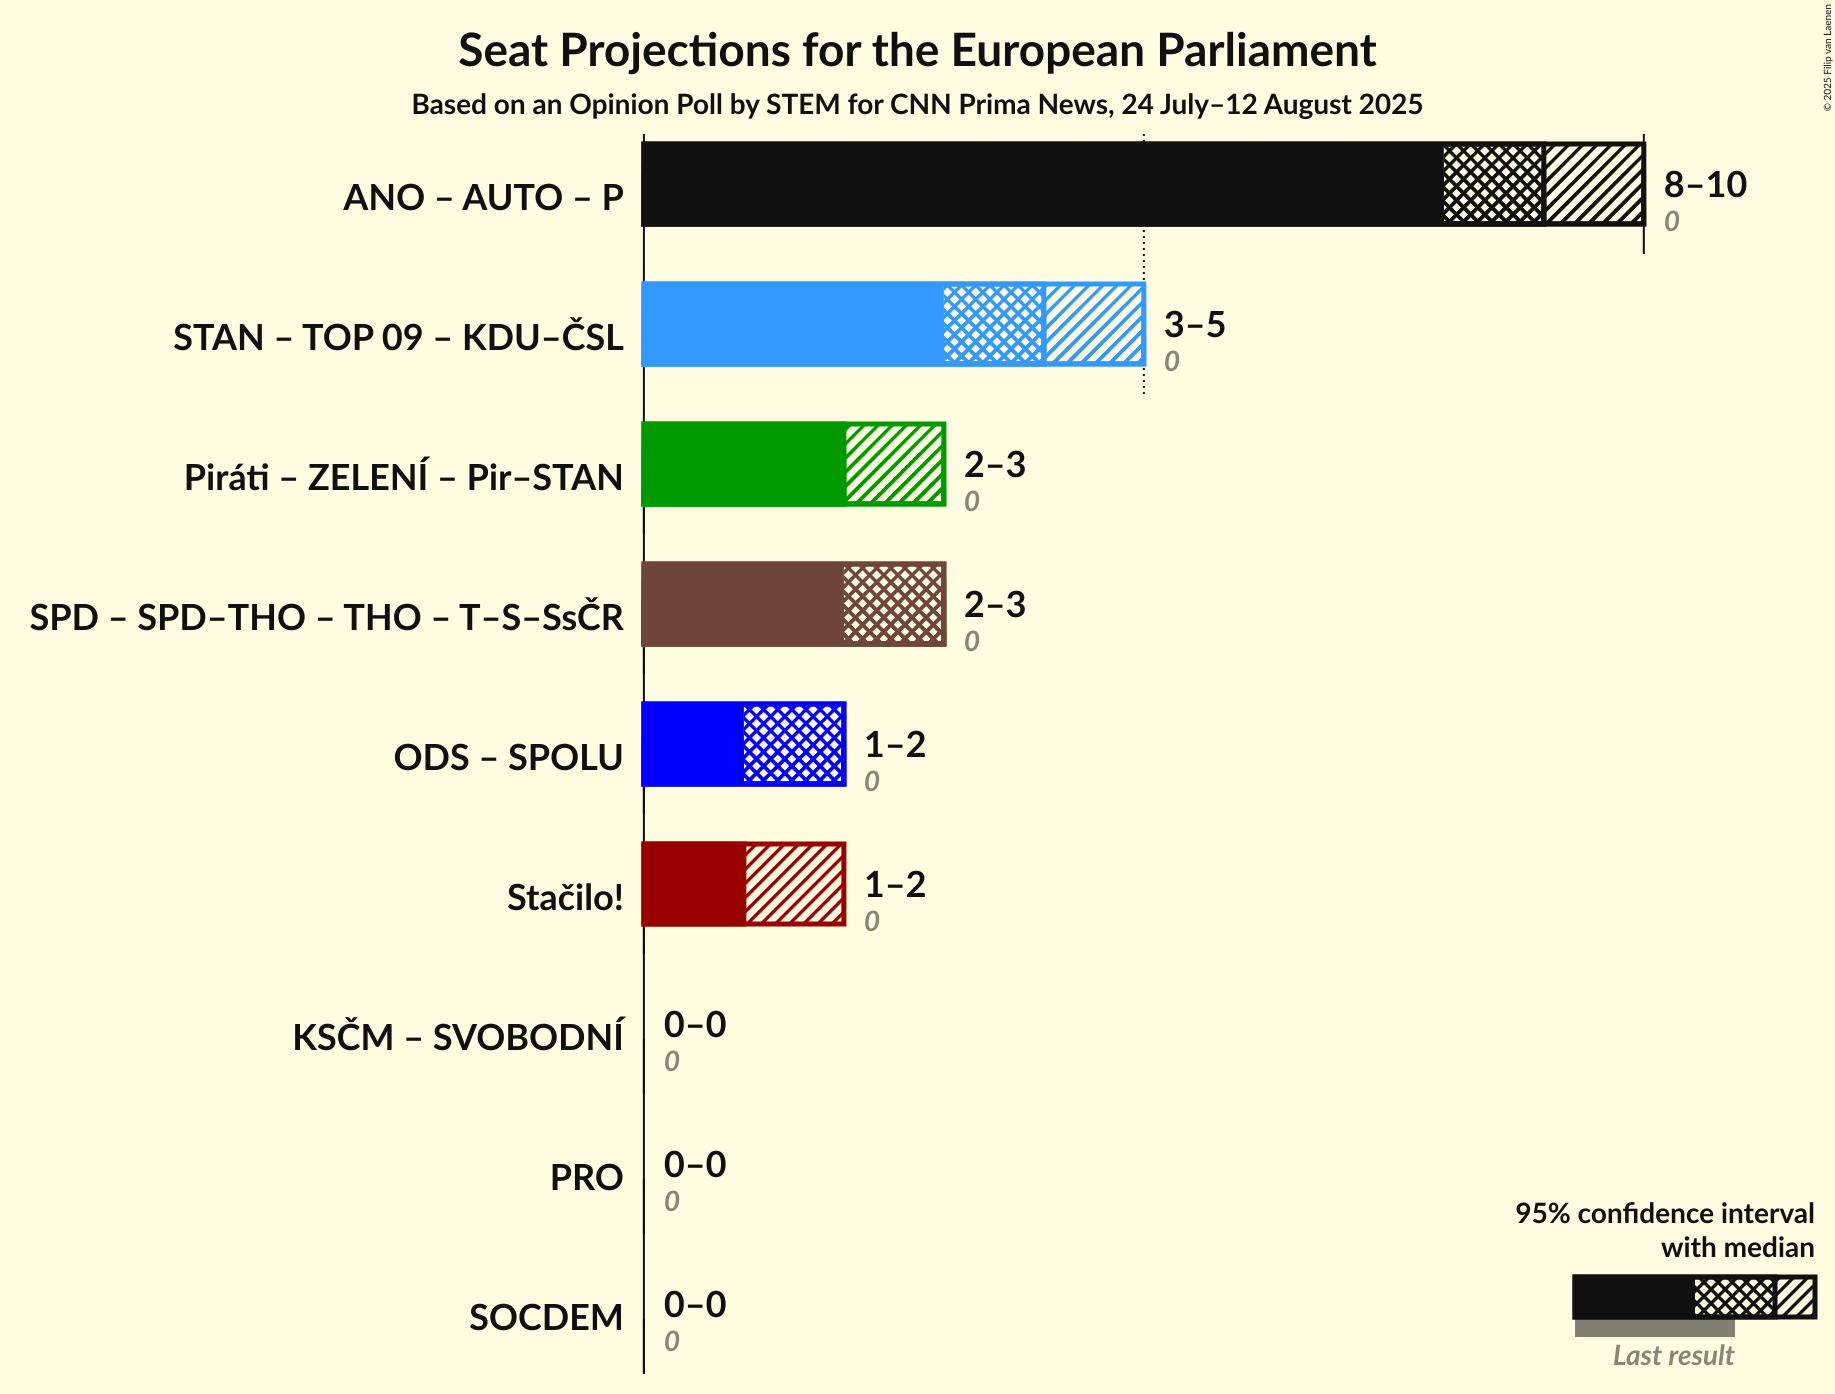 Seat Projections for the European Parliament
Based on an Opinion Poll by STEM for CNN Prima News, 24 July–12 August 2025
© 2025 Filip van Laenen
ANO – AUTO – P
8–10
0
STAN – TOP 09 – KDU–ČSL
3–5
0
Piráti – ZELENÍ – Pir–STAN
2–3
0
SPD – SPD–THO – THO – T–S–SsČR
2–3
0
ODS – SPOLU
1–2
0
Stačilo!
1–2
0
KSČM – SVOBODNÍ
0–0
0
PRO
0–0
0
SOCDEM
0–0
0
95% confidence interval
with median
Last result